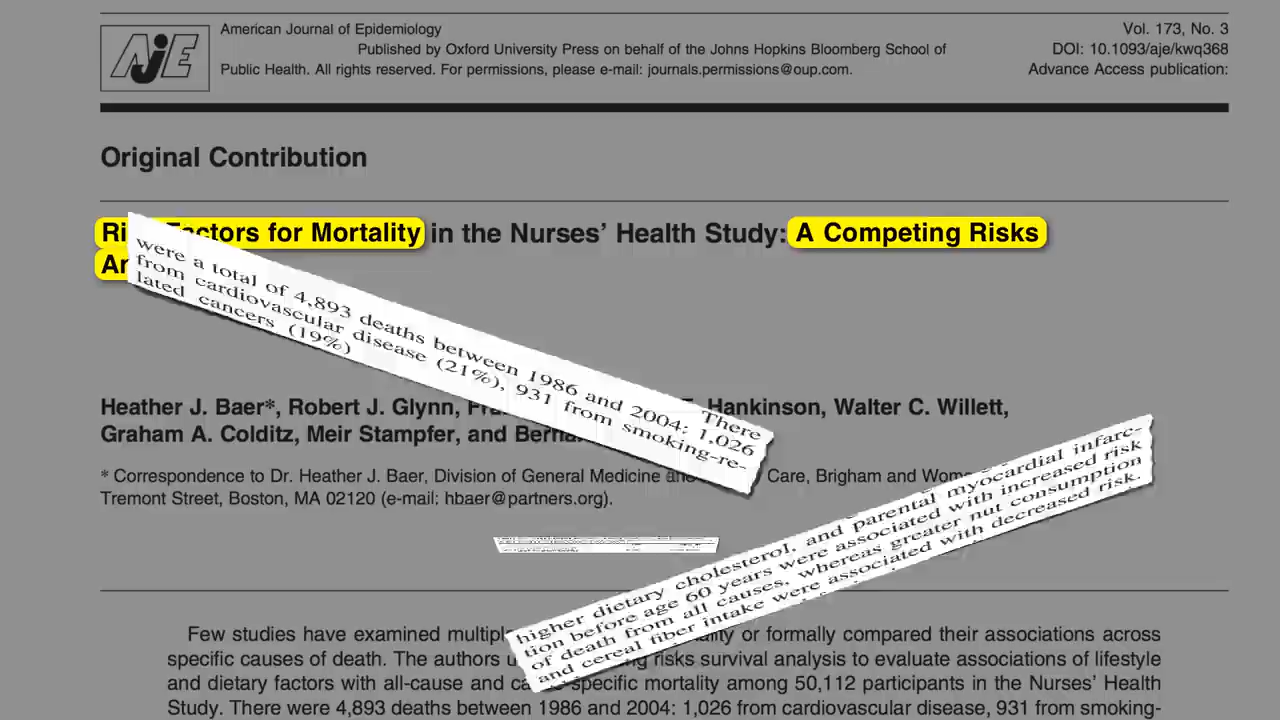 AJE
American Journal of Epidemiology
Published by Oxford University Press on behalf of the Johns Hopkins Bloomberg School of
Public Health. All rights reserved. For permissions, please e-mail: journals.permissions@oup.com.
Vol. 173, No. 3
DOI: 10.1093/aje/kwq368
Advance Access publication:
Original Contribution
Factors for Mortality in the Nurses’ Health Study: A Competing Risks
were a total of 4,893 deaths between 1986 and 2004: 1,026
There
from cardiovascular disease (21%), 931 from smoking-re-
lated cancers (19%)
Heather J. Baer*, Robert J. Glynn, Hankinson, Walter C. Willett,
Graham A. Colditz, Meir Stampfer, and
* Correspondence to Dr. Heather J. Baer, Division of General Medicine and Care, Brigham and
Tremont Street, Boston, MA 02120 (e-mail: hbaer@partners.org).
higher dietary cholesterol, and parental myocardial infarc-
tion before age 60 years were associated with increased risk
of death from all causes, whereas greater nut consumption
and cereal fiber intake were associated with decreased risk.
Few studies have examined or formally compared their associations across
specific causes of death. The authors risks survival analysis to evaluate associations of lifestyle
and dietary factors with all-cause and specific mortality among 50,112 participants in the Nurses’ Health
Study. There were 4,893 deaths between 1986 and 2004: 1,026 from cardiovascular disease, 931 from smoking-